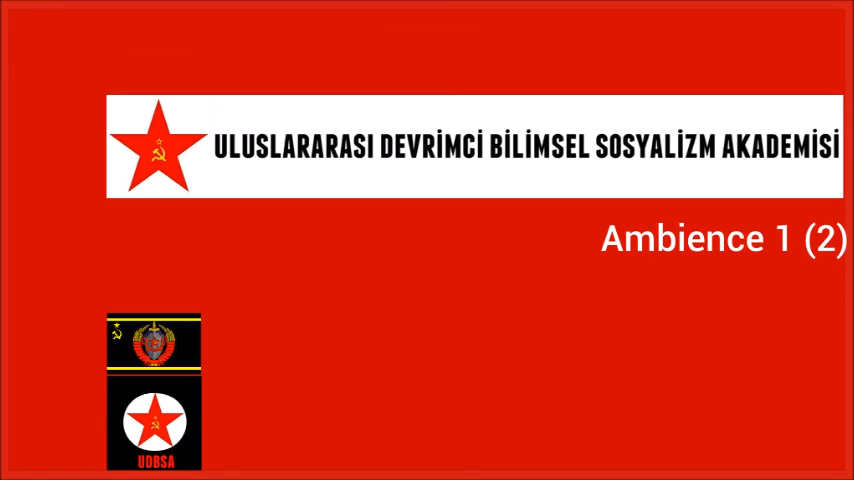 ULUSLARARASI DEVRİMCİ BİLİMSEL SOSYALİZM AKADEMİSİ
Ambience 1 (2)
UDBSA